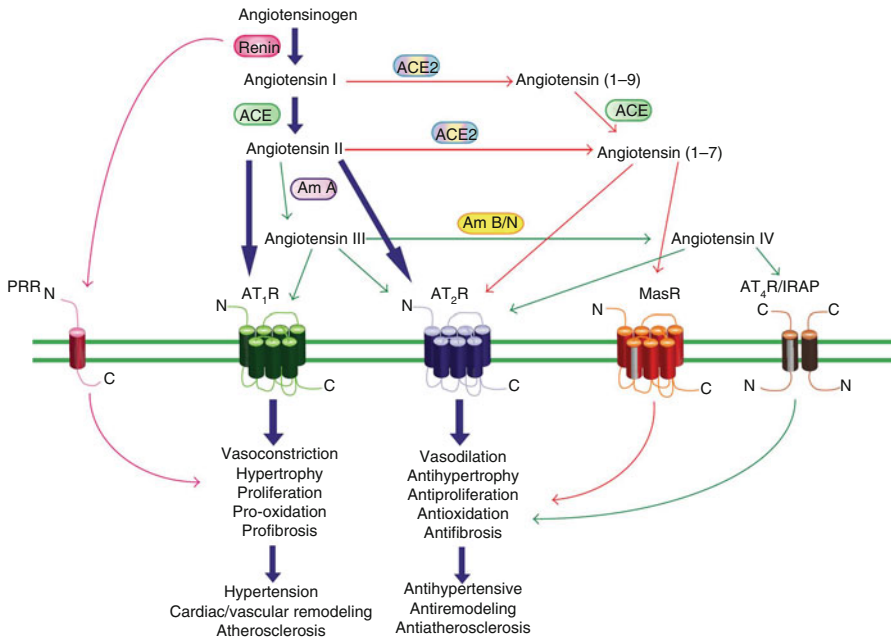 Angiotensinogen
Renin
ACE2
Angiotensin I
Angiotensin (1–9)
ACE
ACE
ACE2
Angiotensin II
Angiotensin (1–7)
Am A
Am B/N
Angiotensin III
Angiotensin IV
PRR
N
AT₁R
N
AT₂R
N
MasR
N
AT₄R/IRAP
C
C
C
C
C
C
N
N
Vasoconstriction
Hypertrophy
Proliferation
Pro-oxidation
Profibrosis
Vasodilation
Antihypertrophy
Antiproliferation
Antioxidation
Antifibrosis
Hypertension
Cardiac/vascular remodeling
Atherosclerosis
Antihypertensive
Antiremodeling
Antiatherosclerosis